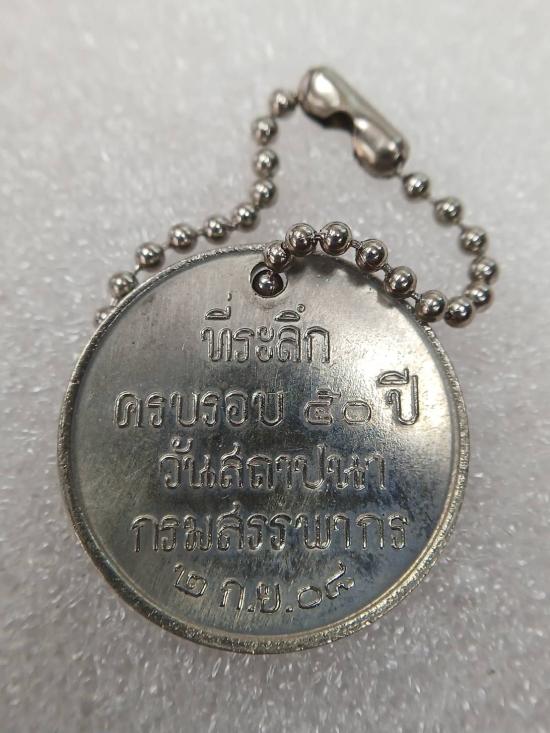 ที่ระลึก
ครบรอบ ๕๐ ปี
วันสถาปนา
กรมสรรพากร
๒ ก.ย.๐๘